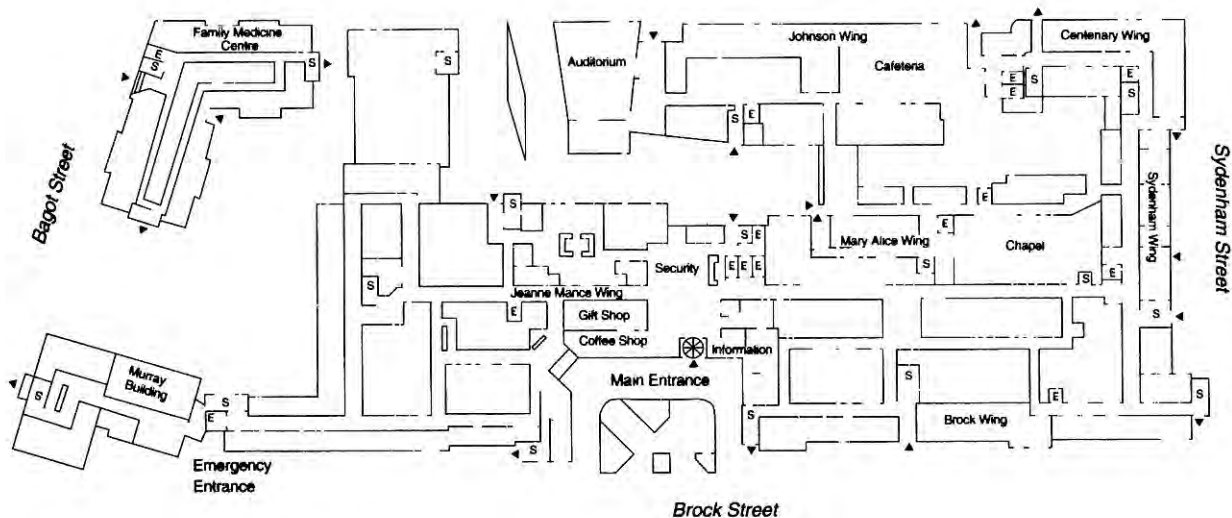 Family Medicine
Centre
S
E
S
S
Auditorium
Johnson Wing
Cafeteria
Centenary Wing
E
E
S
E
S
S
E
Bagot Street
Sydenham Street
Sydenham Wing
S
E
S
E
Mary Alice Wing
E
Chapel
Security
E
E
E
S
S
E
S
Jeanne Mance Wing
E
Gift Shop
Coffee Shop
Information
S
Murray
Building
S
S
E
Main Entrance
S
E
S
Brock Wing
S
S
Emergency
Entrance
Brock Street